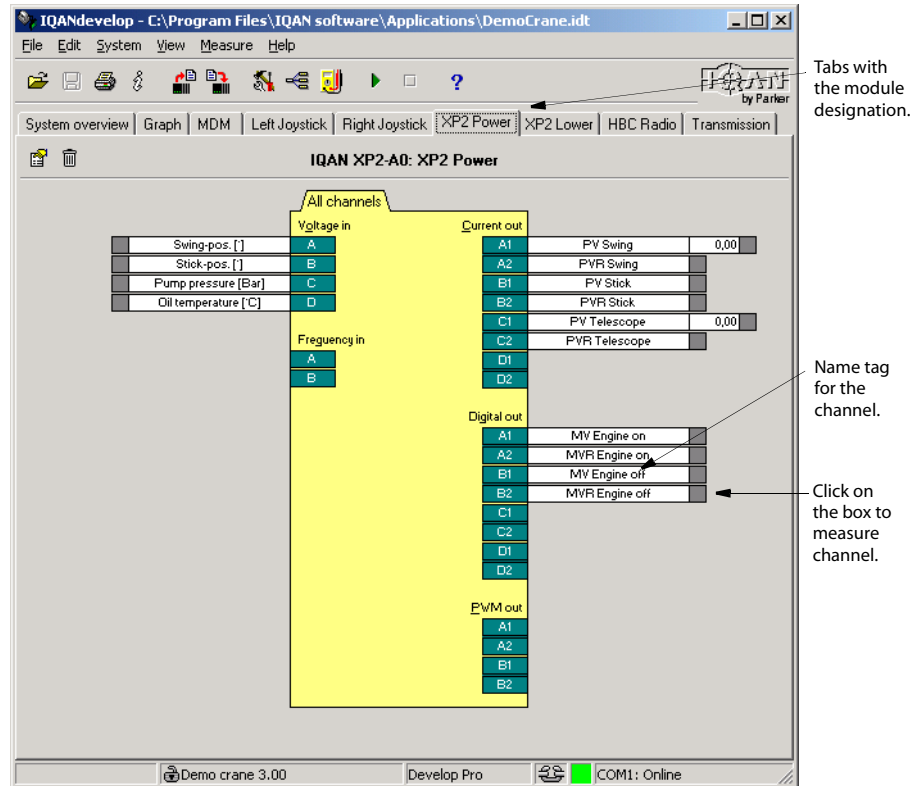 IQANdevelop - C:\Program Files\IQAN software\Applications\DemoCrane.idt
File Edit System View Measure Help
IQAN
by Parker
Tabs with
the module
designation.
System overview Graph MDM Left Joystick Right Joystick XP2 Power XP2 Lower HBC Radio Transmission
IQAN XP2-A0: XP2 Power
All channels
Voltage in Current out
Swing-pos. [°] A A1 PV Swing 0,00
Stick-pos. [°] B A2 PVR Swing
Pump pressure [Bar] C B1 PV Stick
Oil temperature [°C] D B2 PVR Stick
C1 PV Telescope 0,00
Frequency in C2 PVR Telescope
A D1
B D2
Name tag
for the
channel.
Digital out
A1 MV Engine on
A2 MVR Engine on
B1 MV Engine off
B2 MVR Engine off
C1
C2
D1
D2
Click on
the box to
measure
channel.
PWM out
A1
A2
B1
B2
Demo crane 3.00 Develop Pro COM1: Online